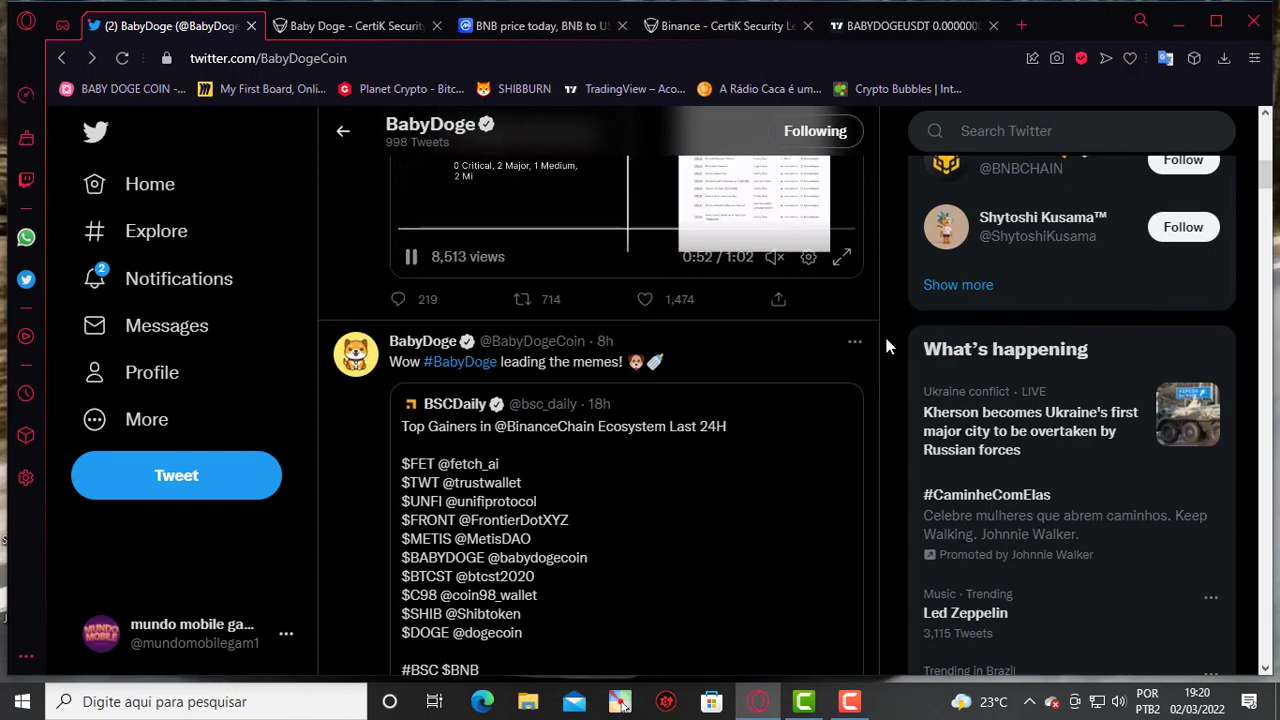 (2) BabyDoge (@BabyDoge
Baby Doge - CertiK Security
BNB price today, BNB to US
Binance - CertiK Security Le
BABYDOGEUSDT 0.0000000
twitter.com/BabyDogeCoin
BABY DOGE COIN -...
My First Board, Onli...
Planet Crypto - Bitc...
SHIBBURN
TradingView – Aco...
A Rádio Caca é um...
Crypto Bubbles | Int...
BabyDoge
998 Tweets
Following
Search Twitter
Home
Explore
2
Notifications
Messages
Profile
More
Tweet
mundo mobile ga...
@mundomobilegam1
0 Critical, 2 Major, 1 Medium,
2 Mi
8,513 views
0:52 / 1:02
219
714
1,474
BabyDoge @BabyDogeCoin · 8h
Wow #BabyDoge leading the memes!
BSCDaily @bsc_daily · 18h
Top Gainers in @BinanceChain Ecosystem Last 24H
$FET @fetch_ai
$TWT @trustwallet
$UNFI @unifiprotocol
$FRONT @FrontierDotXYZ
$METIS @MetisDAO
$BABYDOGE @babydogecoin
$BTCST @btcst2020
$C98 @coin98_wallet
$SHIB @Shibtoken
$DOGE @dogecoin
#BSC $BNB
@BNBCHAIN
Follow
Shytoshi Kusama™
@ShytoshiKusama
Follow
Show more
What's happening
Ukraine conflict · LIVE
Kherson becomes Ukraine's first
major city to be overtaken by
Russian forces
#CaminheComElas
Celebre mulheres que abrem caminhos. Keep
Walking. Johnnie Walker.
Promoted by Johnnie Walker
Music · Trending
Led Zeppelin
3,115 Tweets
Trending in Brazil
Digite aqui para pesquisar
23°C
POR
PTB2
19:20
02/03/2022